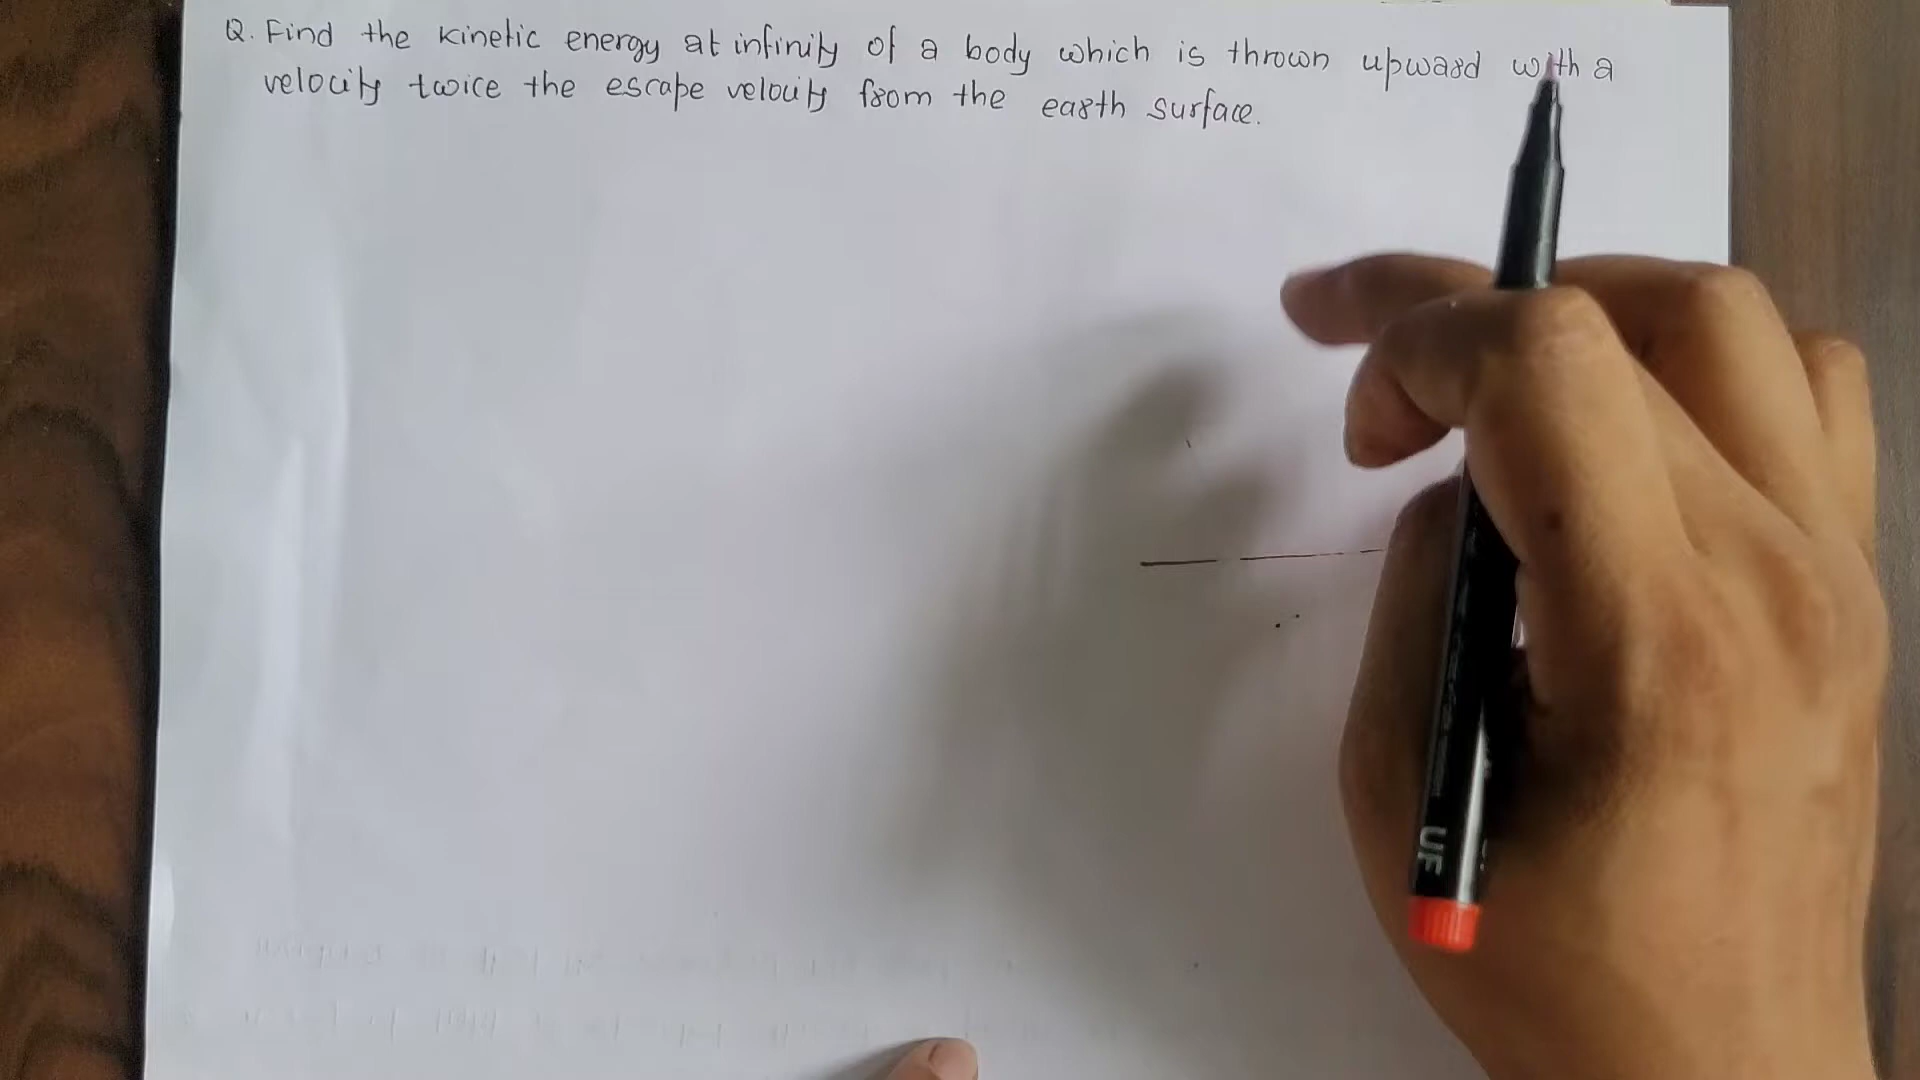 Q. Find the kinetic energy at infinity of a body which is thrown upward with a
velocity twice the escape velocity from the earth surface.
UF